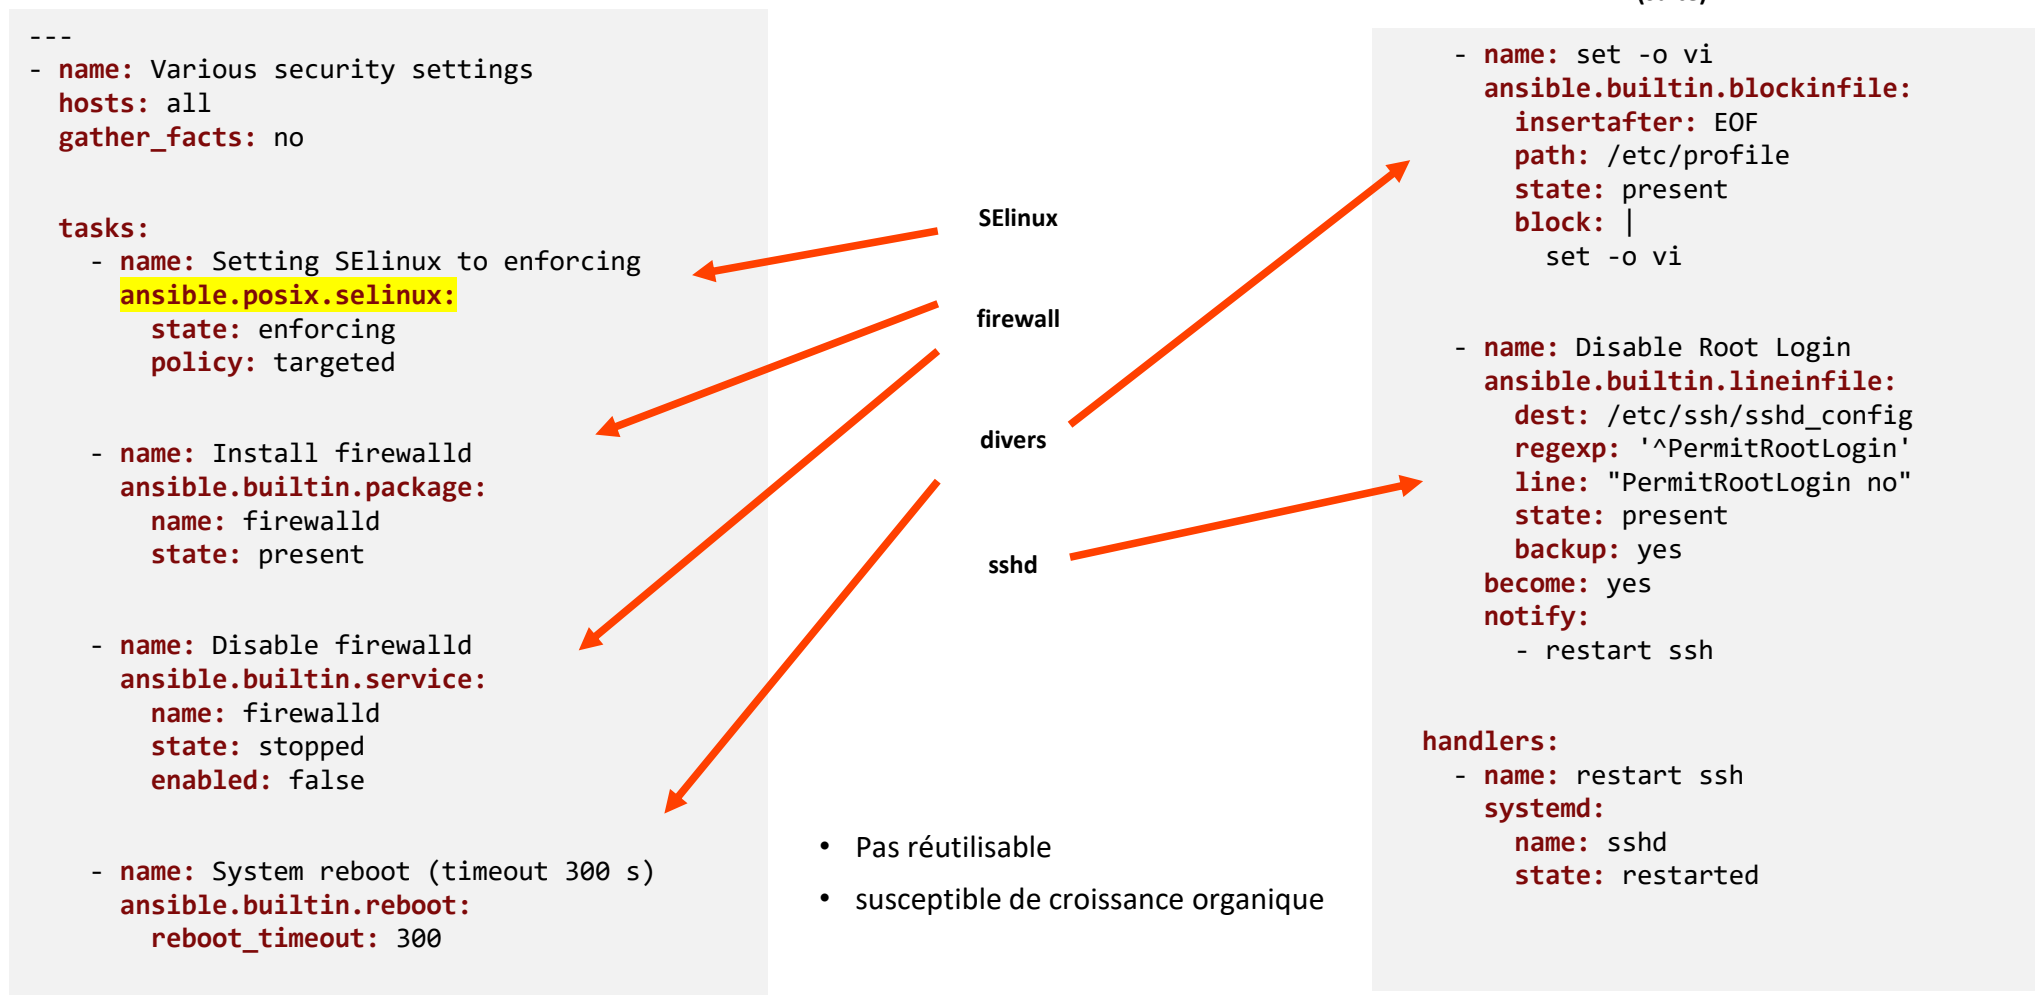 ---
- name: Various security settings
  hosts: all
  gather_facts: no
  tasks:
    - name: Setting SElinux to enforcing
      ansible.posix.selinux:
        state: enforcing
        policy: targeted
    - name: Install firewalld
      ansible.builtin.package:
        name: firewalld
        state: present
    - name: Disable firewalld
      ansible.builtin.service:
        name: firewalld
        state: stopped
        enabled: false
    - name: System reboot (timeout 300 s)
      ansible.builtin.reboot:
        reboot_timeout: 300
SElinux
firewall
divers
sshd
• Pas réutilisable
• susceptible de croissance organique
    - name: set -o vi
      ansible.builtin.blockinfile:
        insertafter: EOF
        path: /etc/profile
        state: present
        block: |
          set -o vi
    - name: Disable Root Login
      ansible.builtin.lineinfile:
        dest: /etc/ssh/sshd_config
        regexp: '^PermitRootLogin'
        line: "PermitRootLogin no"
        state: present
        backup: yes
      become: yes
      notify:
        - restart ssh
  handlers:
    - name: restart ssh
      systemd:
        name: sshd
        state: restarted